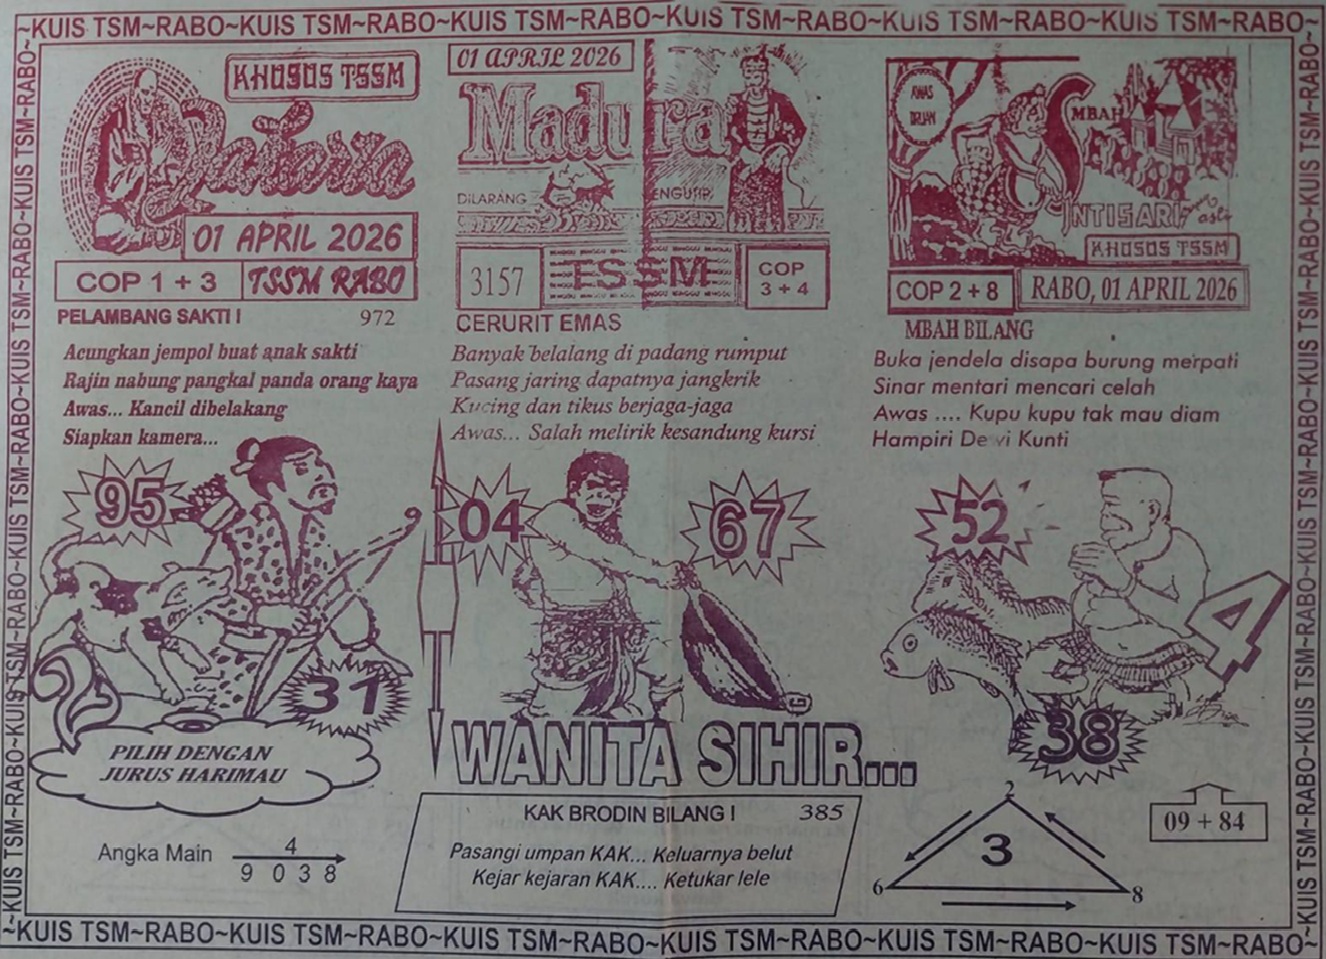 ~KUIS TSM~RABO~KUIS TSM~RABO~KUIS TSM~RABO~KUIS TSM~RABO~KUIS TSM~RABO~KUIS TSM~RABO~
KHUSUS TSSM
01 APRIL 2026
COP 1 + 3
TSSM RABO
PELAMBANG SAKTI ! 972
Acungkan jempol buat anak sakti
Rajin nabung pangkal panda orang kaya
Awas... Kancil dibelakang
Siapkan kamera...
95
31
2
PILIH DENGAN
JURUS HARIMAU
Angka Main
4
9 0 3 8
01 APRIL 2026
Madura
DILARANG MENGUTIP
3157
TSSM
COP
3 + 4
CERURIT EMAS
Banyak belalang di padang rumput
Pasang jaring dapatnya jangkrik
Kucing dan tikus berjaga-jaga
Awas... Salah melirik kesandung kursi
04
67
WANITA SIHIR...
KAK BRODIN BILANG ! 385
Pasangi umpan KAK... Keluarnya belut
Kejar kejaran KAK.... Ketukar lele
AWAS
MBAH
INTISARI
KHUSUS TSSM
COP 2 + 8
RABO, 01 APRIL 2026
MBAH BILANG
Buka jendela disapa burung merpati
Sinar mentari mencari celah
Awas .... Kupu kupu tak mau diam
Hampiri Dewi Kunti
52
4
38
2
3
6
8
09 + 84
~KUIS TSM~RABO~KUIS TSM~RABO~KUIS TSM~RABO~KUIS TSM~RABO~KUIS TSM~RABO~KUIS TSM~RABO~